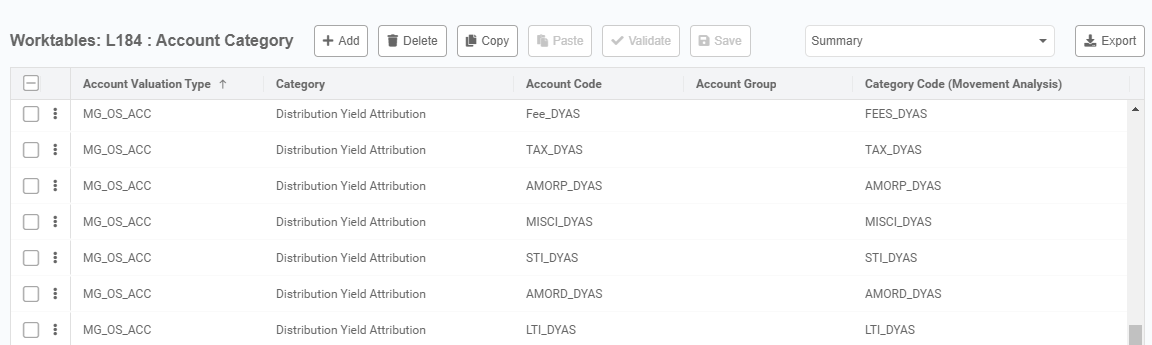 Worktables: L184 : Account Category Add Delete Copy Paste Validate Save Summary Export
Account Valuation Type Category Account Code Account Group Category Code (Movement Analysis)
MG_OS_ACC Distribution Yield Attribution Fee_DYAS FEES_DYAS
MG_OS_ACC Distribution Yield Attribution TAX_DYAS TAX_DYAS
MG_OS_ACC Distribution Yield Attribution AMORP_DYAS AMORP_DYAS
MG_OS_ACC Distribution Yield Attribution MISCI_DYAS MISCI_DYAS
MG_OS_ACC Distribution Yield Attribution STI_DYAS STI_DYAS
MG_OS_ACC Distribution Yield Attribution AMORD_DYAS AMORD_DYAS
MG_OS_ACC Distribution Yield Attribution LTI_DYAS LTI_DYAS